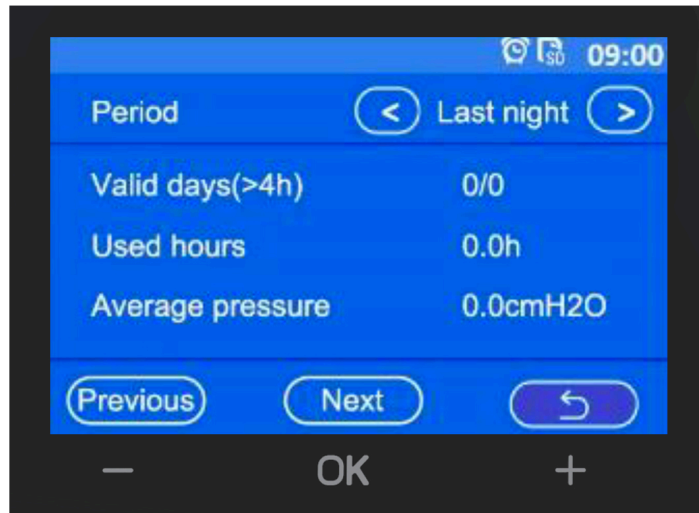 SD 09:00
Period < Last night >
Valid days(>4h) 0/0
Used hours 0.0h
Average pressure 0.0cmH2O
Previous Next
− OK +